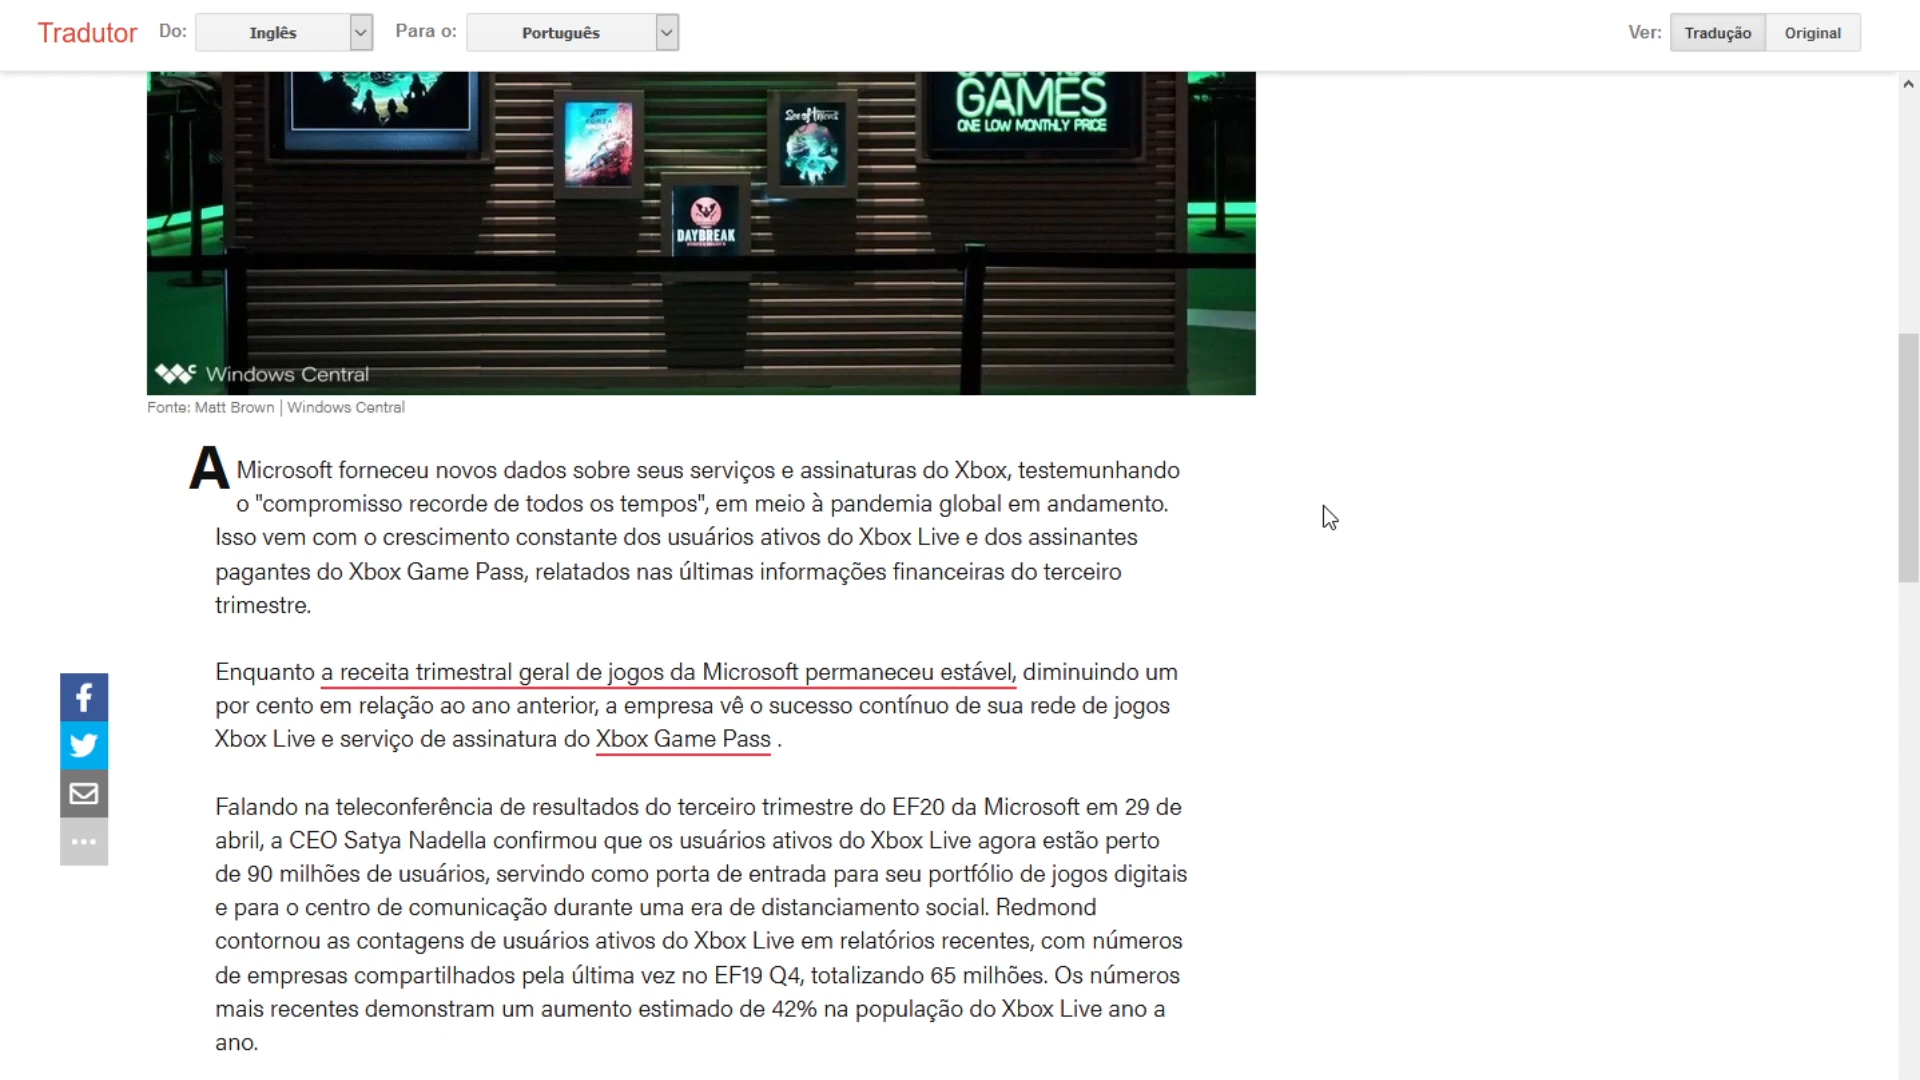 Tradutor Do: Inglês Para o: Português Ver: Tradução Original
GAMES
ONE LOW MONTHLY PRICE
Sea of Thieves
DAYBREAK
Windows Central
Fonte: Matt Brown | Windows Central
A Microsoft forneceu novos dados sobre seus serviços e assinaturas do Xbox, testemunhando
o "compromisso recorde de todos os tempos", em meio à pandemia global em andamento.
Isso vem com o crescimento constante dos usuários ativos do Xbox Live e dos assinantes
pagantes do Xbox Game Pass, relatados nas últimas informações financeiras do terceiro
trimestre.
Enquanto a receita trimestral geral de jogos da Microsoft permaneceu estável, diminuindo um
por cento em relação ao ano anterior, a empresa vê o sucesso contínuo de sua rede de jogos
Xbox Live e serviço de assinatura do Xbox Game Pass .
Falando na teleconferência de resultados do terceiro trimestre do EF20 da Microsoft em 29 de
abril, a CEO Satya Nadella confirmou que os usuários ativos do Xbox Live agora estão perto
de 90 milhões de usuários, servindo como porta de entrada para seu portfólio de jogos digitais
e para o centro de comunicação durante uma era de distanciamento social. Redmond
contornou as contagens de usuários ativos do Xbox Live em relatórios recentes, com números
de empresas compartilhados pela última vez no EF19 Q4, totalizando 65 milhões. Os números
mais recentes demonstram um aumento estimado de 42% na população do Xbox Live ano a
ano.